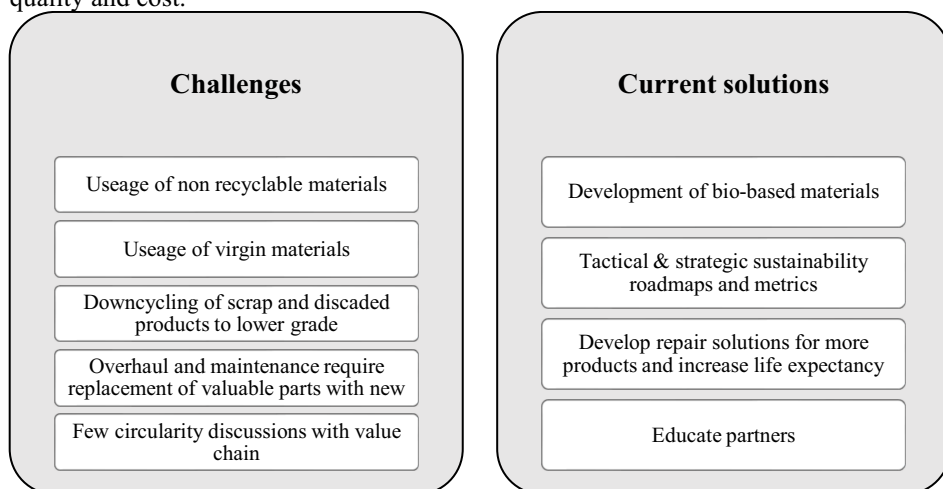 quality and cost.
Challenges
Useage of non recyclable materials
Useage of virgin materials
Downcycling of scrap and discaded
products to lower grade
Overhaul and maintenance require
replacement of valuable parts with new
Few circularity discussions with value
chain
Current solutions
Development of bio-based materials
Tactical & strategic sustainability
roadmaps and metrics
Develop repair solutions for more
products and increase life expectancy
Educate partners